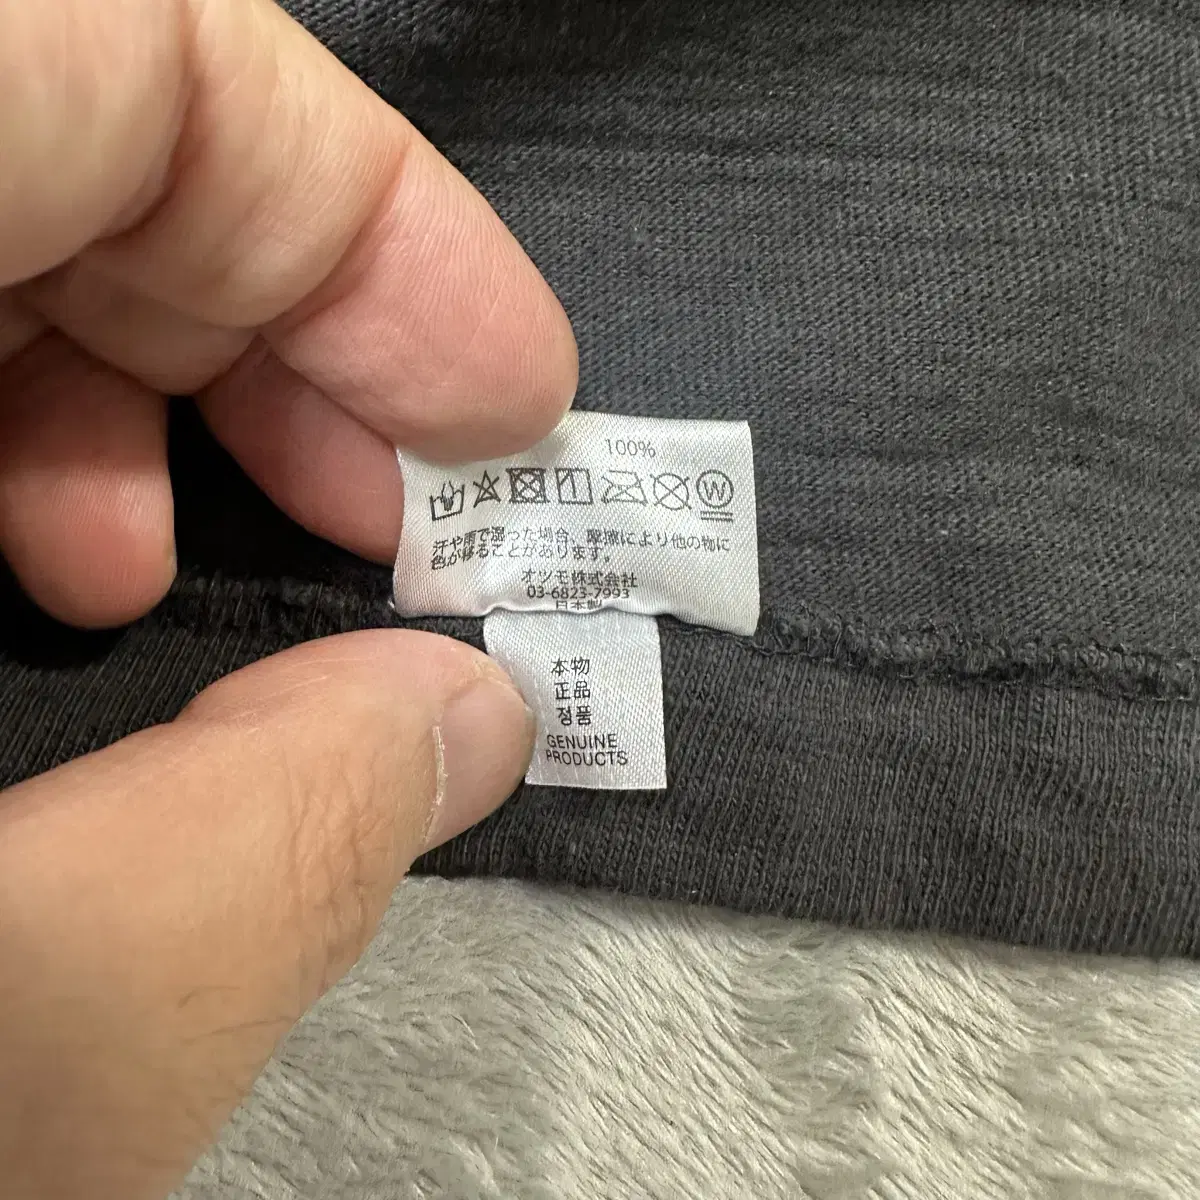 100%
汗や雨で湿った場合、摩擦により他の物に
色が移ることがあります。
オツモ株式会社
03-6823-7993
日本製
本物
正品
정품
GENUINE
PRODUCTS